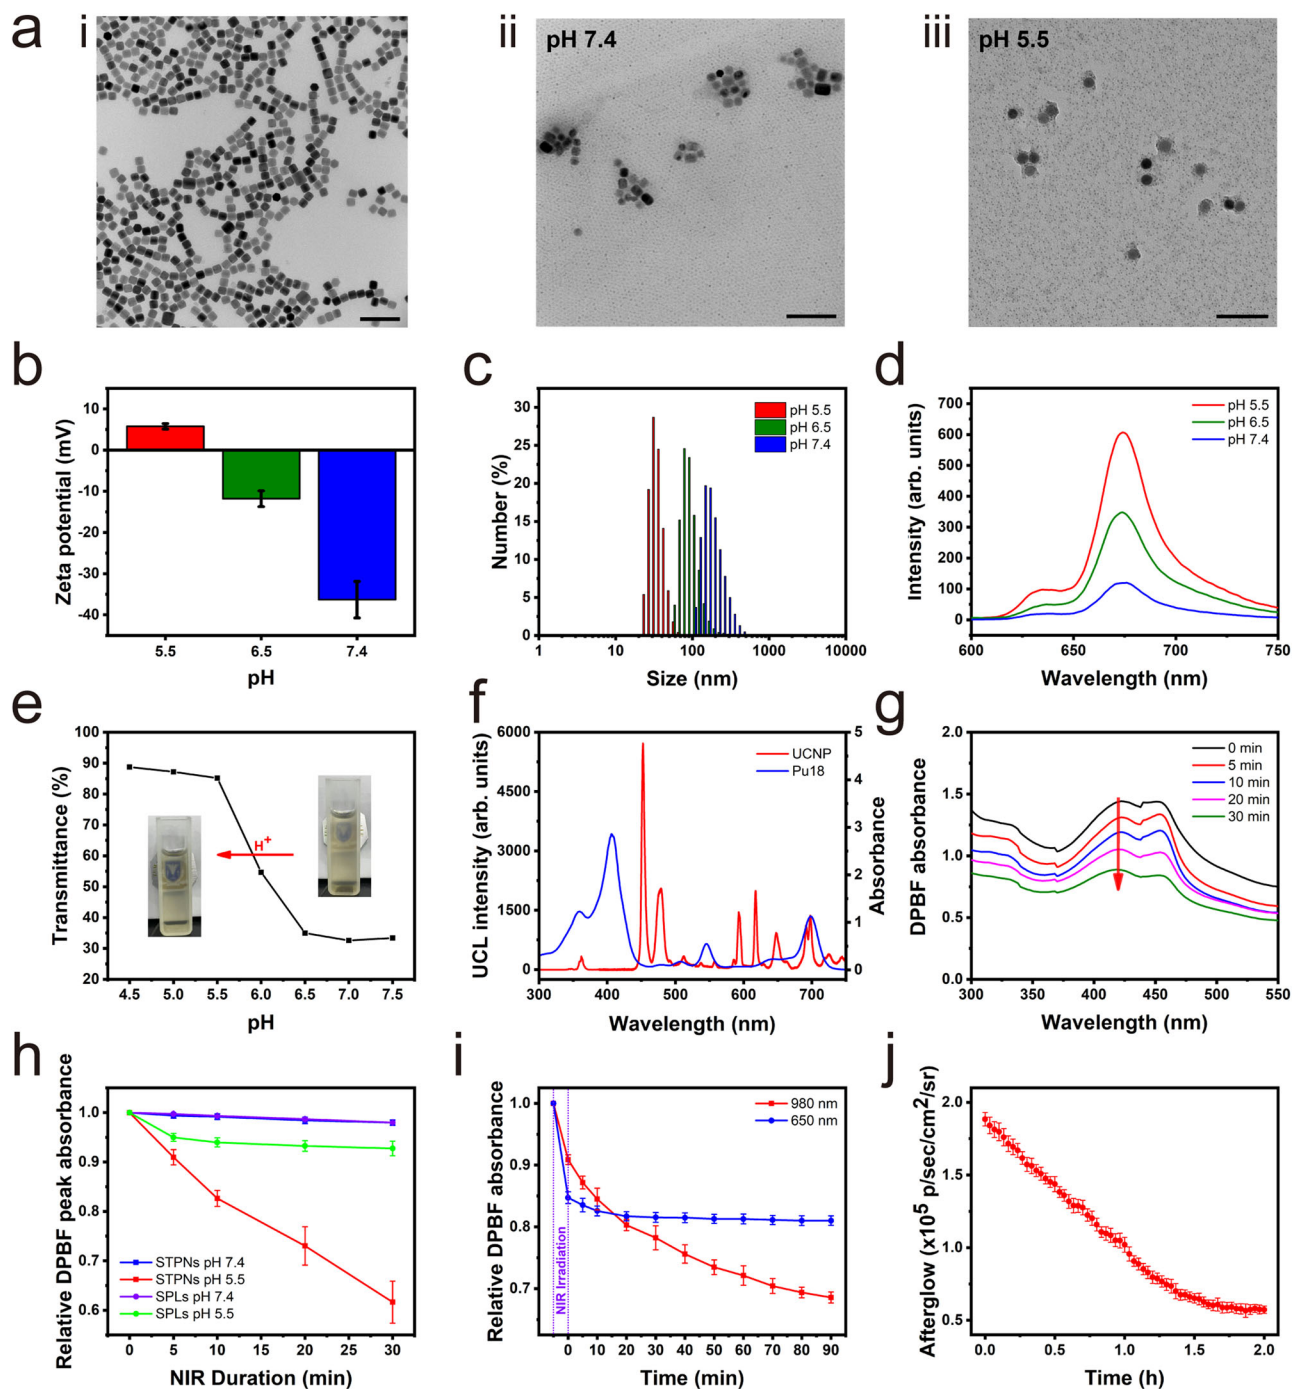 a
i
ii
pH 7.4
iii
pH 5.5
b
Zeta potential (mV)
10
0
-10
-20
-30
-40
5.5
6.5
7.4
pH
c
Number (%)
30
25
20
15
10
5
0
pH 5.5
pH 6.5
pH 7.4
1
10
100
1000
10000
Size (nm)
d
Intensity (arb. units)
700
600
500
400
300
200
100
0
pH 5.5
pH 6.5
pH 7.4
600
650
700
750
Wavelength (nm)
e
Transmittance (%)
100
90
80
70
60
50
40
30
20
H+
4.5
5.0
5.5
6.0
6.5
7.0
7.5
pH
f
UCL intensity (arb. units)
6000
4500
3000
1500
0
UCNP
Pu18
5
4
3
2
1
0
Absorbance
300
400
500
600
700
Wavelength (nm)
g
DPBF absorbance
2.0
1.5
1.0
0.5
0.0
0 min
5 min
10 min
20 min
30 min
300
350
400
450
500
550
Wavelength (nm)
h
Relative DPBF peak absorbance
1.0
0.9
0.8
0.7
0.6
STPNs pH 7.4
STPNs pH 5.5
SPLs pH 7.4
SPLs pH 5.5
0
5
10
15
20
25
30
NIR Duration (min)
i
Relative DPBF absorbance
1.0
0.9
0.8
0.7
NIR Irradiation
980 nm
650 nm
0
10
20
30
40
50
60
70
80
90
Time (min)
j
Afterglow (x10⁵ p/sec/cm²/sr)
2.0
1.5
1.0
0.5
0.0
0.5
1.0
1.5
2.0
Time (h)